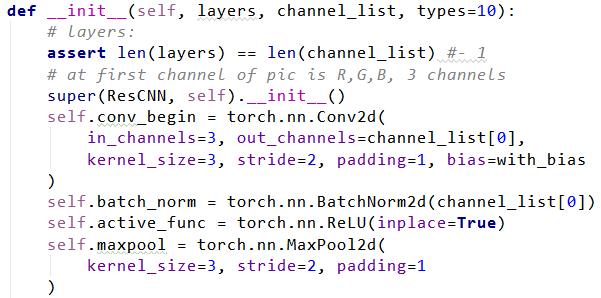 def __init__(self, layers, channel_list, types=10):
    # layers:
    assert len(layers) == len(channel_list) #- 1
    # at first channel of pic is R,G,B, 3 channels
    super(ResCNN, self).__init__()
    self.conv_begin = torch.nn.Conv2d(
        in_channels=3, out_channels=channel_list[0],
        kernel_size=3, stride=2, padding=1, bias=with_bias
    )
    self.batch_norm = torch.nn.BatchNorm2d(channel_list[0])
    self.active_func = torch.nn.ReLU(inplace=True)
    self.maxpool = torch.nn.MaxPool2d(
        kernel_size=3, stride=2, padding=1
    )